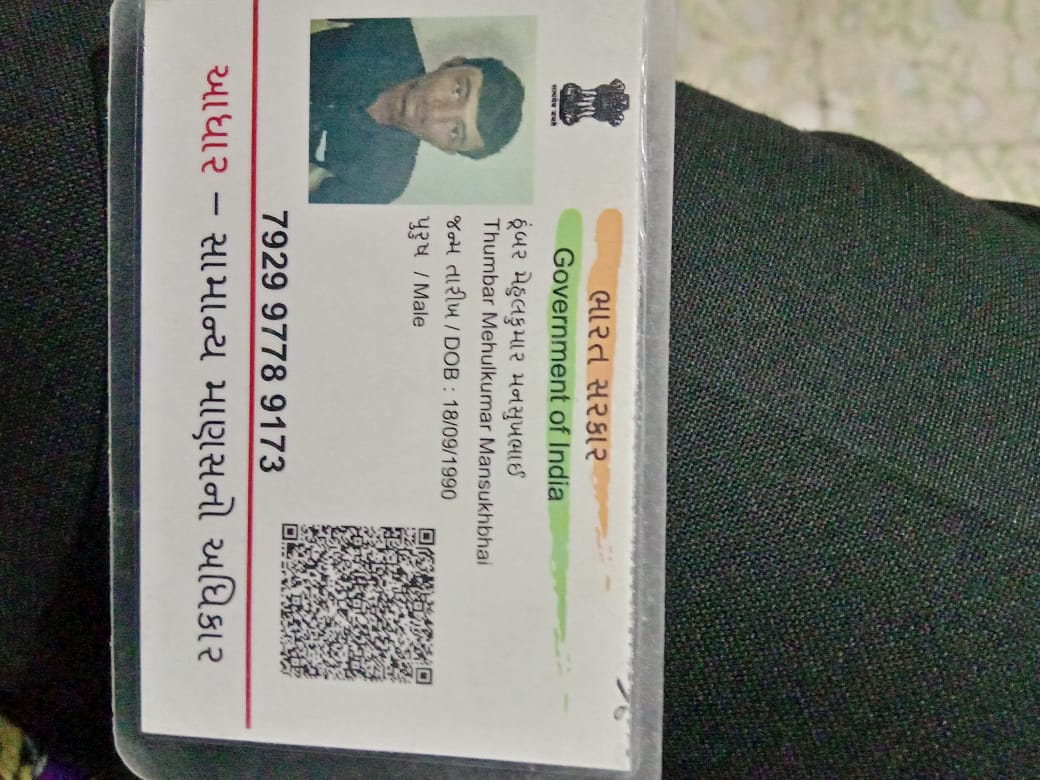 ભારત સરકાર
Government of India
ઠુંબર મેહુલકુમાર મનસુખભાઈ
Thumbar Mehulkumar Mansukhbhai
જન્મ તારીખ / DOB : 18/09/1990
પુરુષ / Male
7929 9778 9173
આધાર – સામાન્ય માણસનો અધિકાર